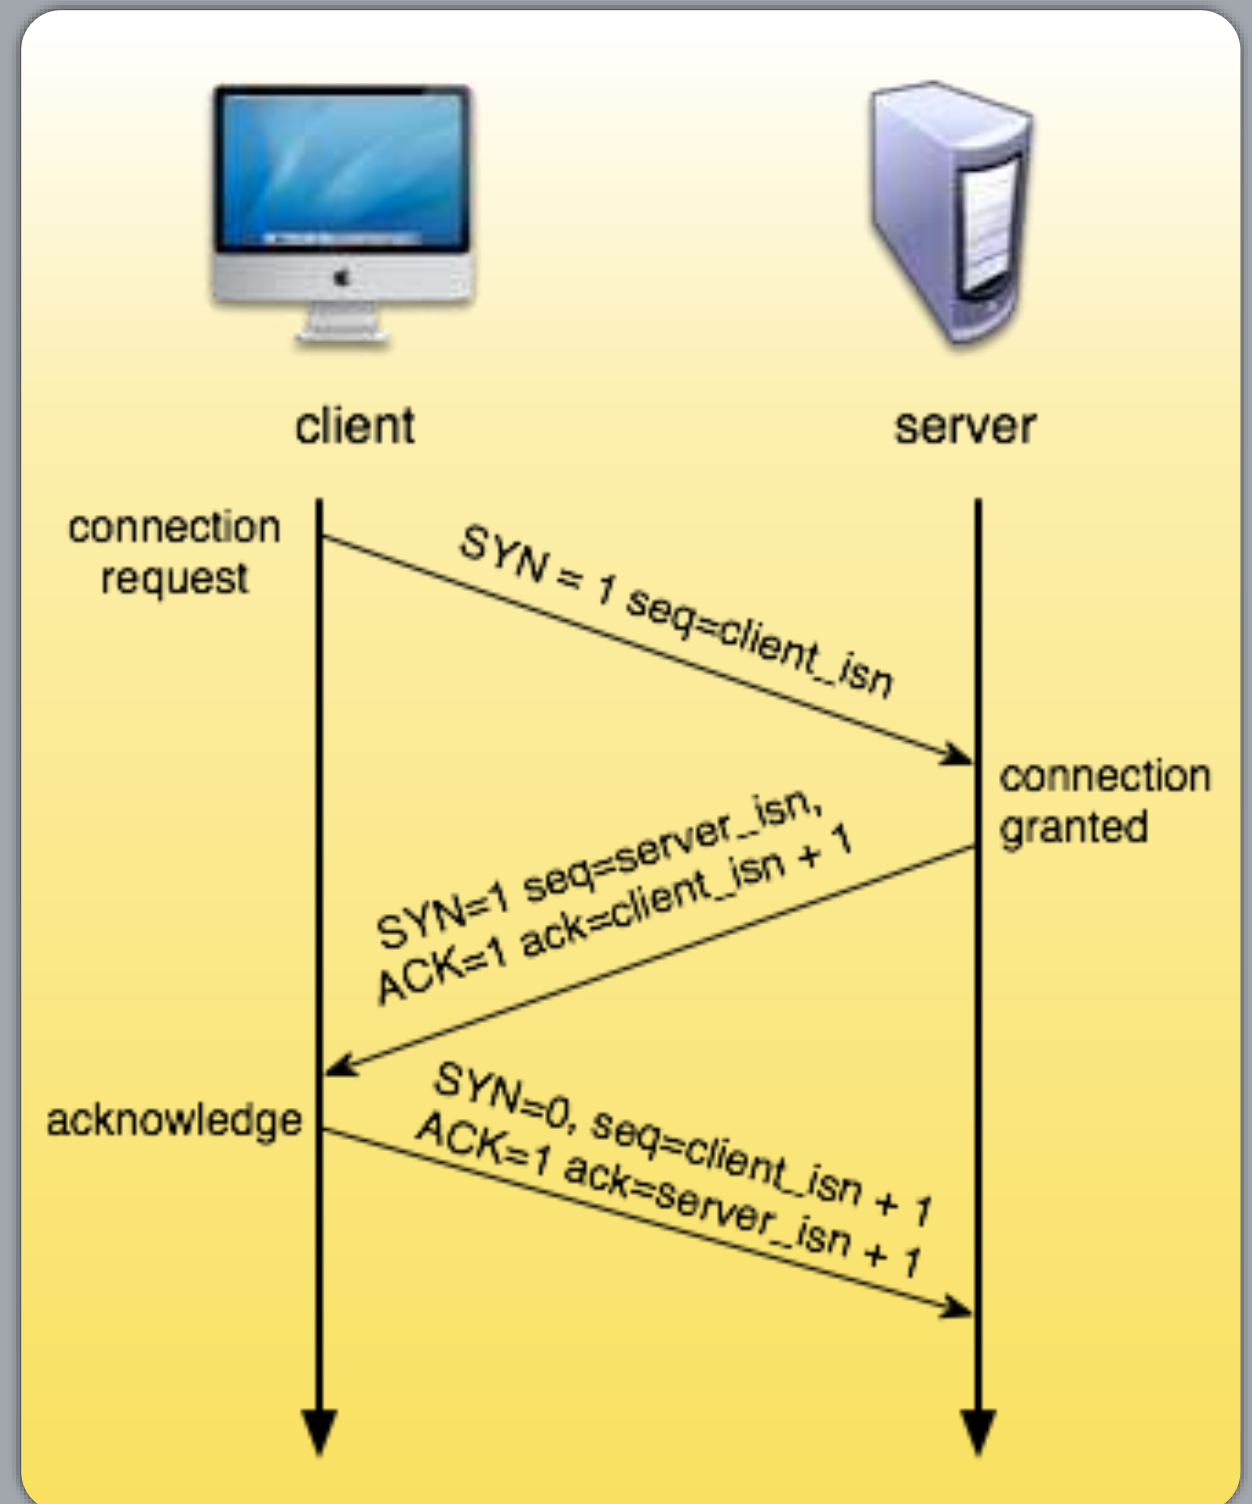 client
server
connection
request
SYN = 1 seq=client_isn
connection
granted
SYN=1 seq=server_isn,
ACK=1 ack=client_isn + 1
acknowledge
SYN=0, seq=client_isn + 1
ACK=1 ack=server_isn + 1